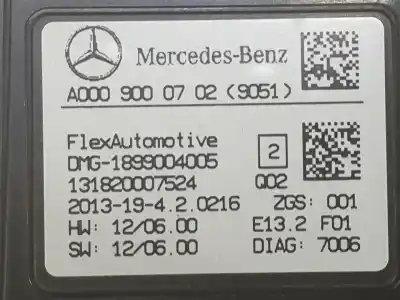 Mercedes-Benz
A000 900 07 02 (9051)
FlexAutomotive
DMG-1899004005
2
131820007524
Q02
2013-19-4.2.0216
ZGS: 001
HW: 12/06.00
E13.2 F01
SW: 12/06.00
DIAG: 7006